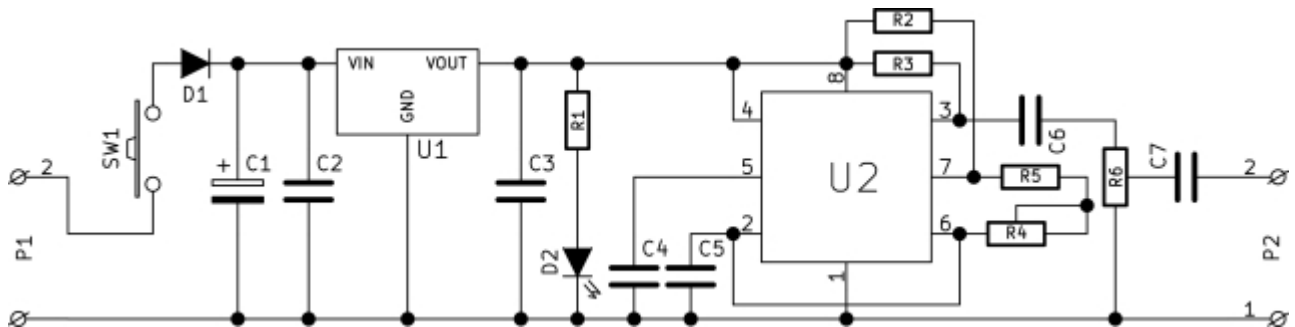 R2
VIN VOUT
R3
D1
8
GND
4
3
SW1
U1
R1
C6
2
+ C1 C2
C3
5
U2
7
R5
R6
C7
2
P1
D2
C4 C5
2
6
R4
P2
1
1
1